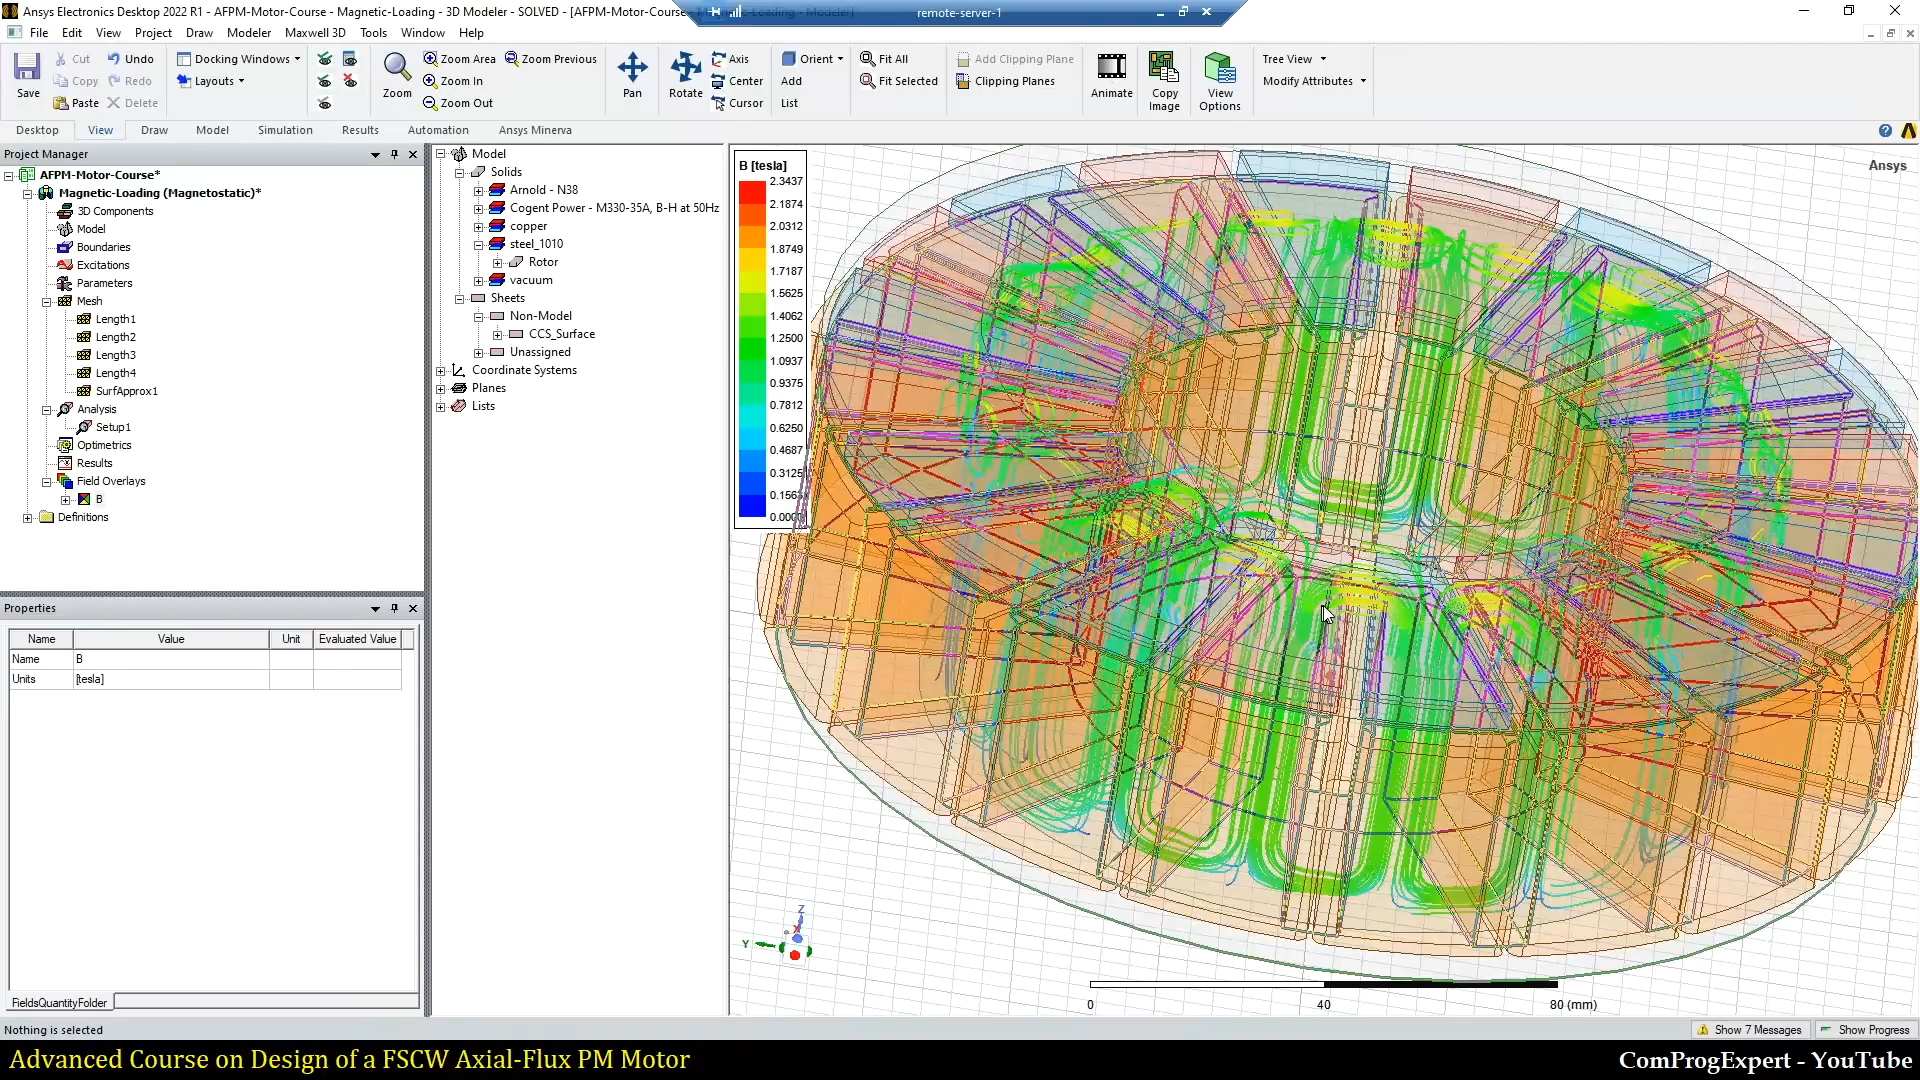 Ansys Electronics Desktop 2022 R1 - AFPM-Motor-Course - Magnetic-Loading - 3D Modeler - SOLVED - [AFPM-Motor-Course - Magnetic-Loading - Modeler]
remote-server-1
File Edit View Project Draw Modeler Maxwell 3D Tools Window Help
Save
Cut
Copy
Paste
Undo
Redo
Delete
Docking Windows
Layouts
Zoom
Zoom Area
Zoom In
Zoom Out
Zoom Previous
Pan
Rotate
Axis
Center
Cursor
Orient
Add
List
Fit All
Fit Selected
Add Clipping Plane
Clipping Planes
Animate
Copy Image
View Options
Tree View
Modify Attributes
Desktop View Draw Model Simulation Results Automation Ansys Minerva
Project Manager
AFPM-Motor-Course*
Magnetic-Loading (Magnetostatic)*
3D Components
Model
Boundaries
Excitations
Parameters
Mesh
Length1
Length2
Length3
Length4
SurfApprox1
Analysis
Setup1
Optimetrics
Results
Field Overlays
B
Definitions
Properties
Name Value Unit Evaluated Value
Name B
Units [tesla]
FieldsQuantityFolder
Model
Solids
Arnold - N38
Cogent Power - M330-35A, B-H at 50Hz
copper
steel_1010
Rotor
vacuum
Sheets
Non-Model
CCS_Surface
Unassigned
Coordinate Systems
Planes
Lists
B [tesla]
2.3437
2.1874
2.0312
1.8749
1.7187
1.5625
1.4062
1.2500
1.0937
0.9375
0.7812
0.6250
0.4687
0.3125
Ansys
Z
X
Y
0 40 80 (mm)
Nothing is selected
Show 7 Messages
Show Progress
Advanced Course on Design of a FSCW Axial-Flux PM Motor
ComProgExpert - YouTube